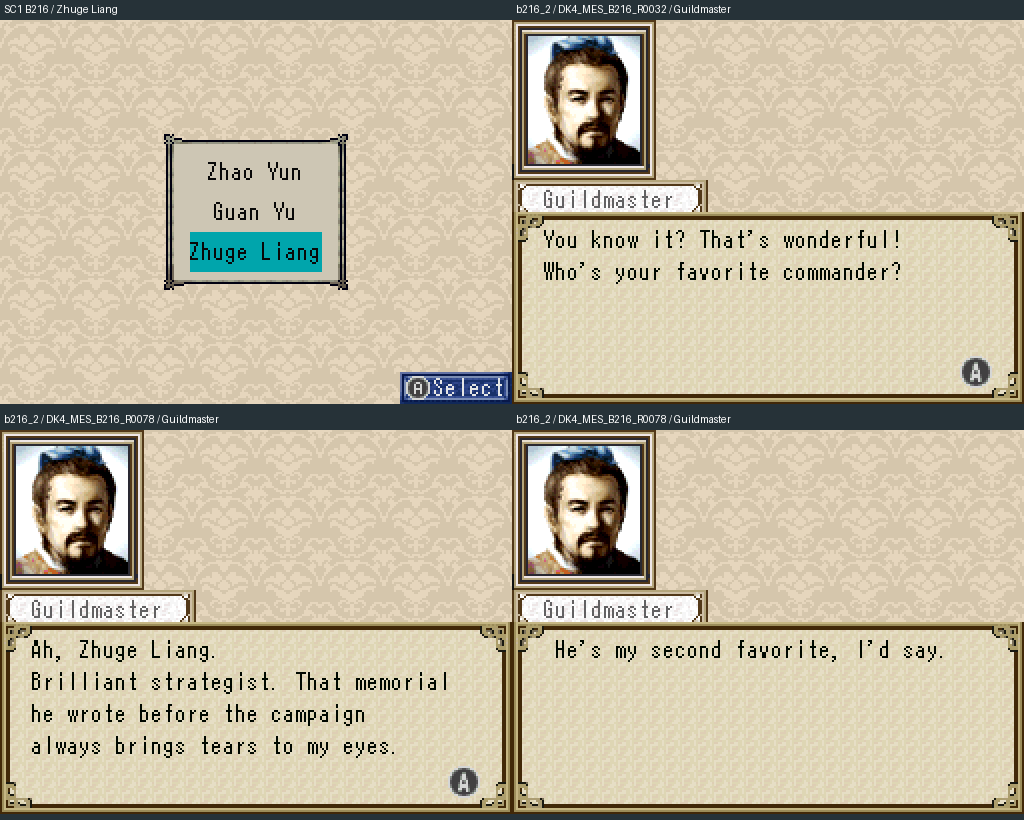 SC1 B216 / Zhuge Liang
Zhao Yun
Guan Yu
Zhuge Liang
A Select
b216_2 / DK4_MES_B216_R0032 / Guildmaster
Guildmaster
You know it? That's wonderful!
Who's your favorite commander?
A
b216_2 / DK4_MES_B216_R0078 / Guildmaster
Guildmaster
Ah, Zhuge Liang.
Brilliant strategist. That memorial
he wrote before the campaign
always brings tears to my eyes.
A
b216_2 / DK4_MES_B216_R0078 / Guildmaster
Guildmaster
He's my second favorite, I'd say.